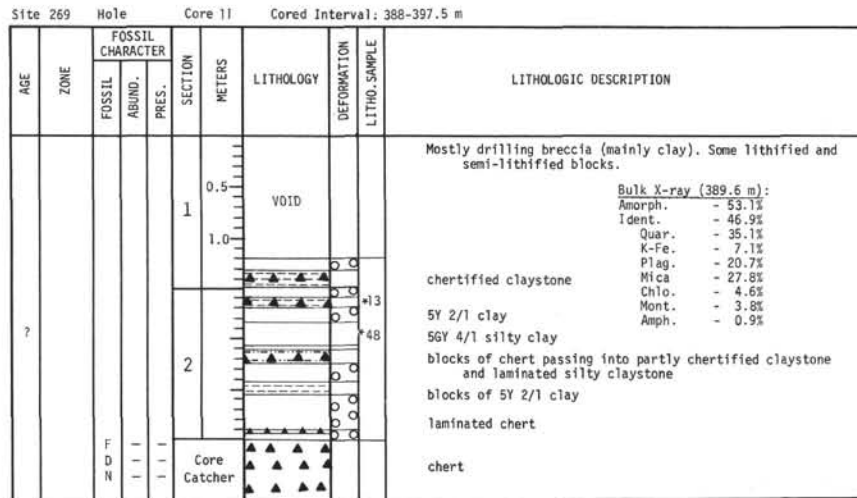 Site 269 Hole Core 11 Cored Interval: 388-397.5 m
AGE
ZONE
FOSSIL CHARACTER
FOSSIL
ABUND.
PRES.
SECTION
METERS
LITHOLOGY
DEFORMATION
LITHO.SAMPLE
LITHOLOGIC DESCRIPTION
?
F – –
D – –
N – –
1
2
Core
Catcher
0.5
1.0
VOID
*13
*48
Mostly drilling breccia (mainly clay). Some lithified and
semi-lithified blocks.
Bulk X-ray (389.6 m):
Amorph. - 53.1%
Ident. - 46.9%
Quar. - 35.1%
K-Fe. - 7.1%
Plag. - 20.7%
Mica - 27.8%
Chlo. - 4.6%
Mont. - 3.8%
Amph. - 0.9%
chertified claystone
5Y 2/1 clay
5GY 4/1 silty clay
blocks of chert passing into partly chertified claystone
and laminated silty claystone
blocks of 5Y 2/1 clay
laminated chert
chert